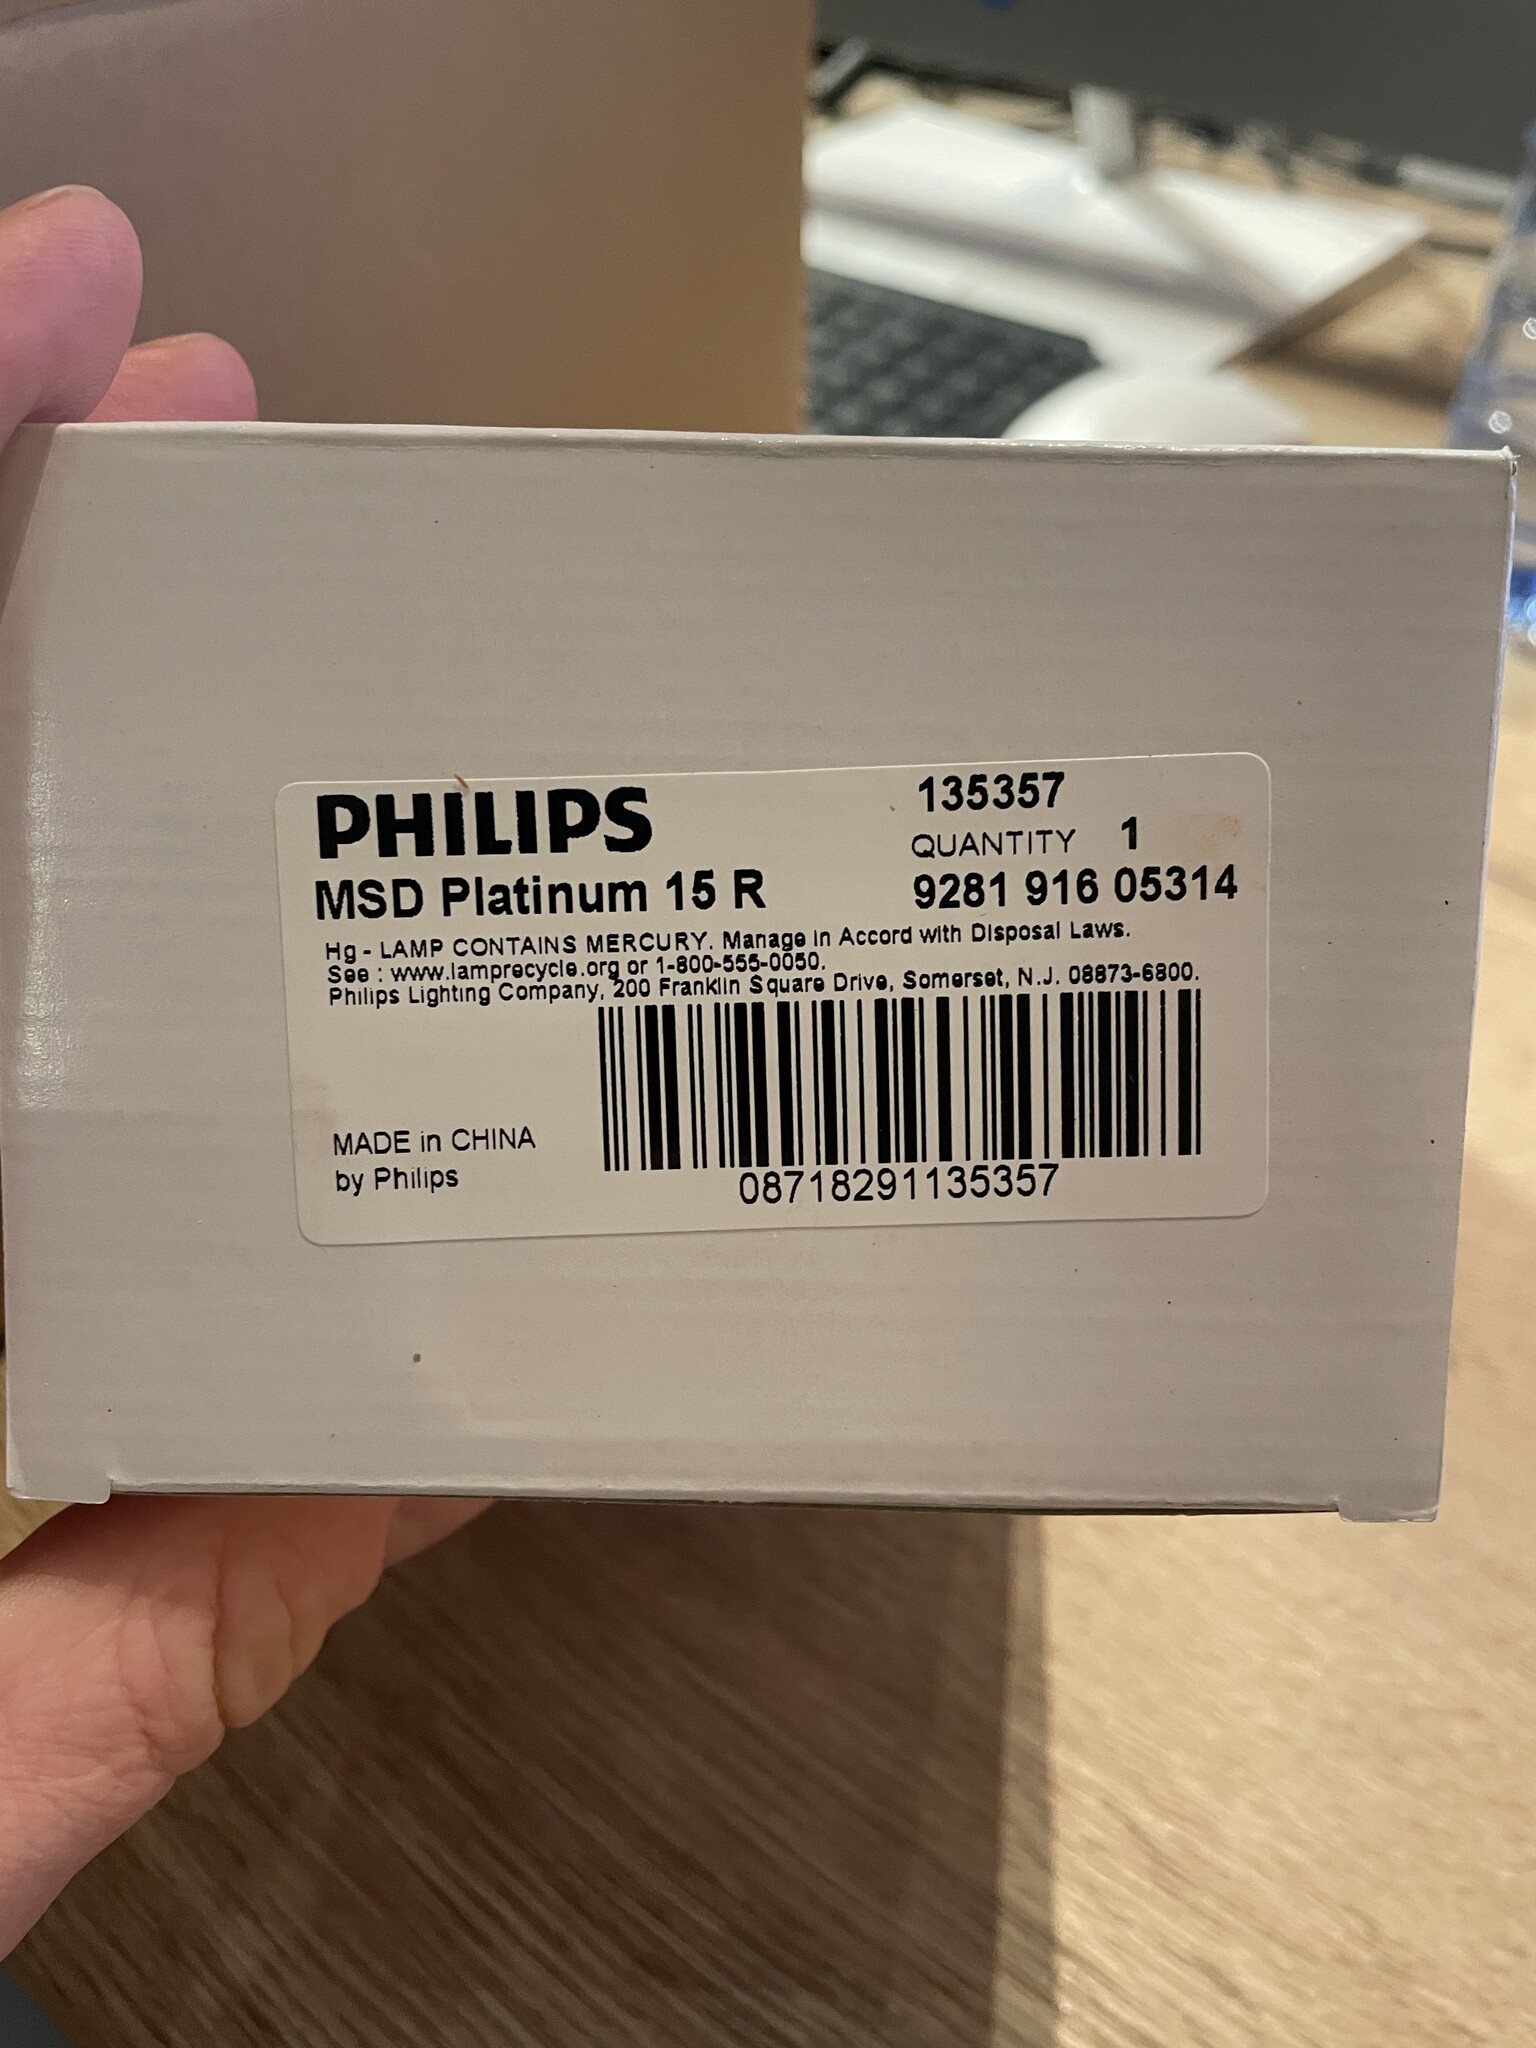 PHILIPS
135357
QUANTITY 1
MSD Platinum 15 R
9281 916 05314
Hg - LAMP CONTAINS MERCURY. Manage in Accord with Disposal Laws.
See : www.lamprecycle.org or 1-800-555-0050.
Philips Lighting Company, 200 Franklin Square Drive, Somerset, N.J. 08873-6800.
MADE in CHINA
by Philips
08718291135357